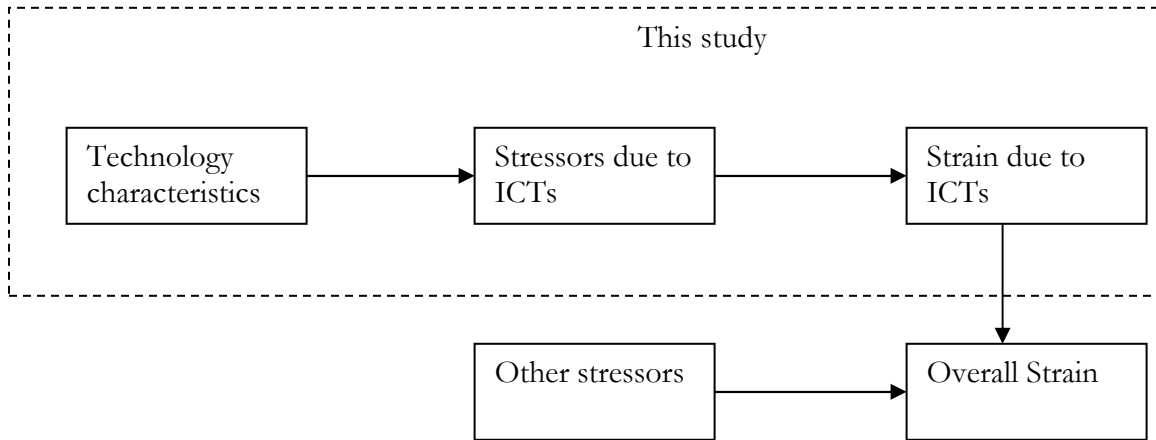 This study
Technology
characteristics
Stressors due to
ICTs
Strain due to
ICTs
Other stressors
Overall Strain